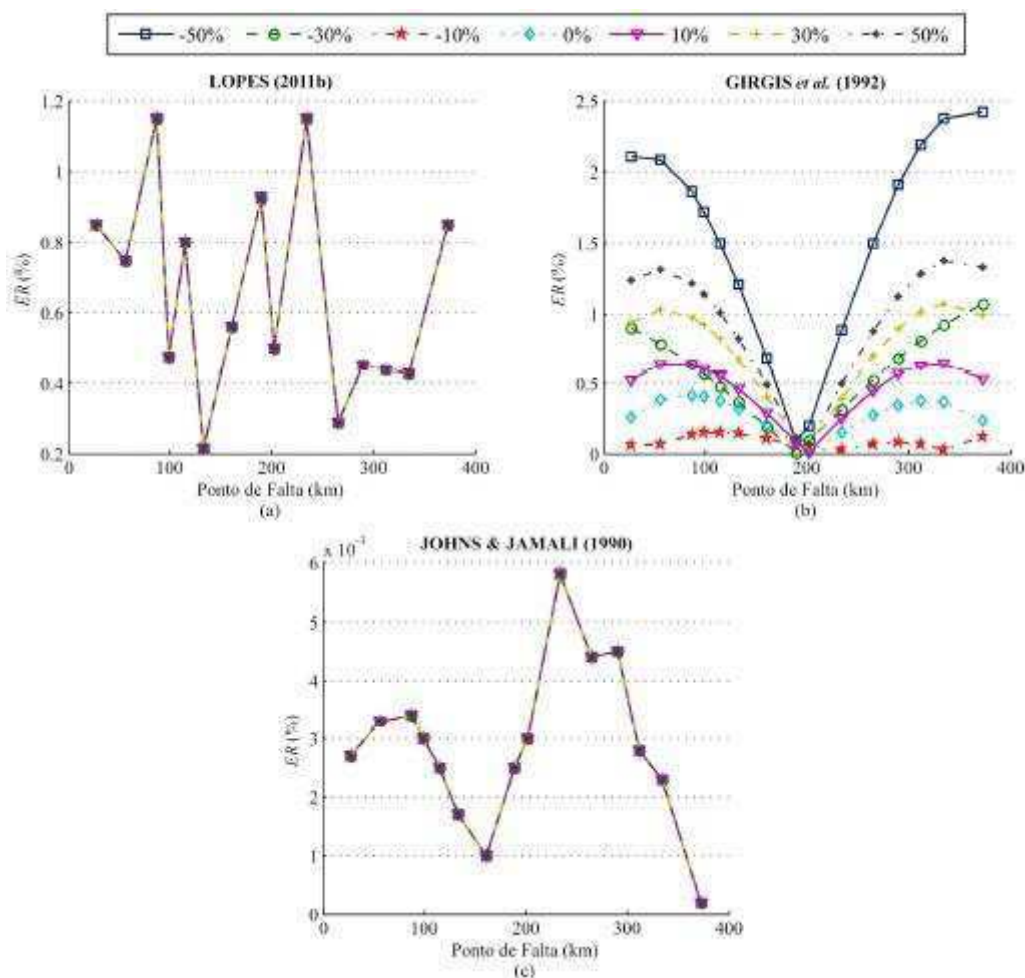 -50% -30% -10% 0% 10% 30% 50%
LOPES (2011b)
1.2
1
0.8
0.6
0.4
0.2
0 100 200 300 400
ER (%)
Ponto de Falta (km)
(a)
GIRGIS et al. (1992)
2.5
2
1.5
1
0.5
0
0 100 200 300 400
ER (%)
Ponto de Falta (km)
(b)
JOHNS & JAMALI (1990)
x 10
6
5
4
3
2
1
0
0 100 200 300 400
ER (%)
Ponto de Falta (km)
(c)